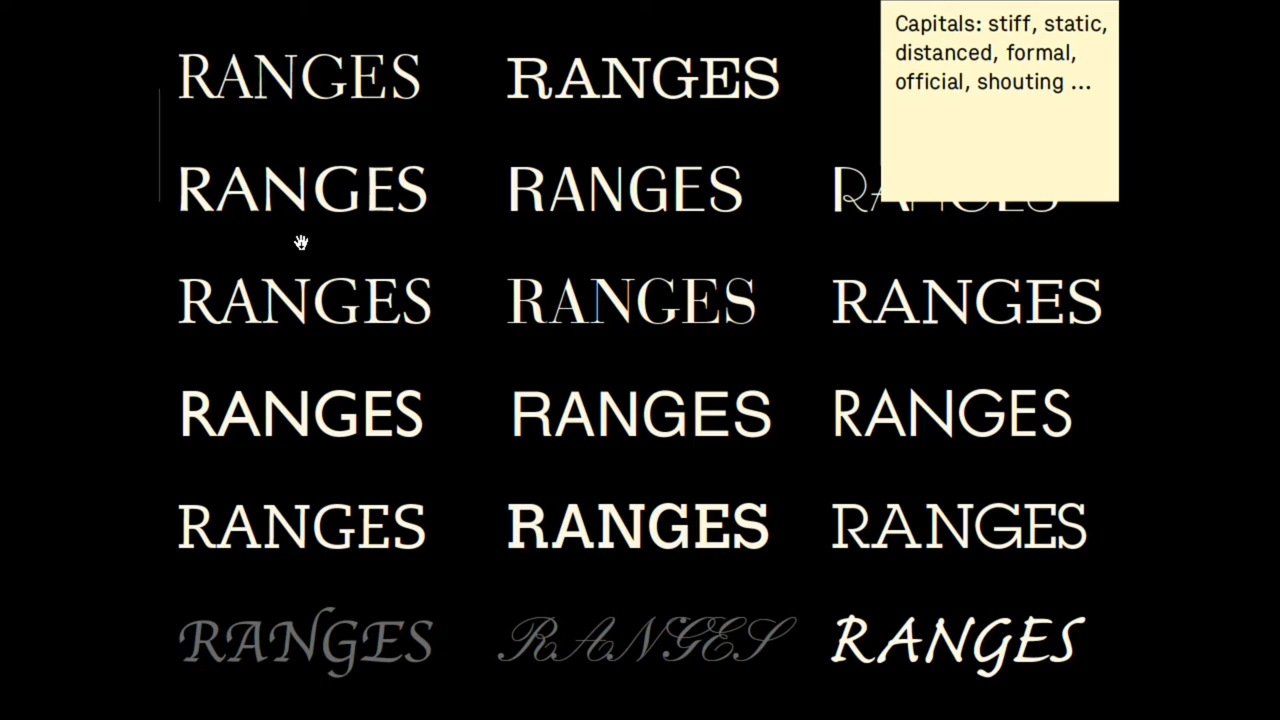 RANGES RANGES
Capitals: stiff, static,
distanced, formal,
official, shouting ...
RANGES RANGES RANGES
RANGES RANGES RANGES
RANGES RANGES RANGES
RANGES RANGES RANGES
RANGES RANGES RANGES